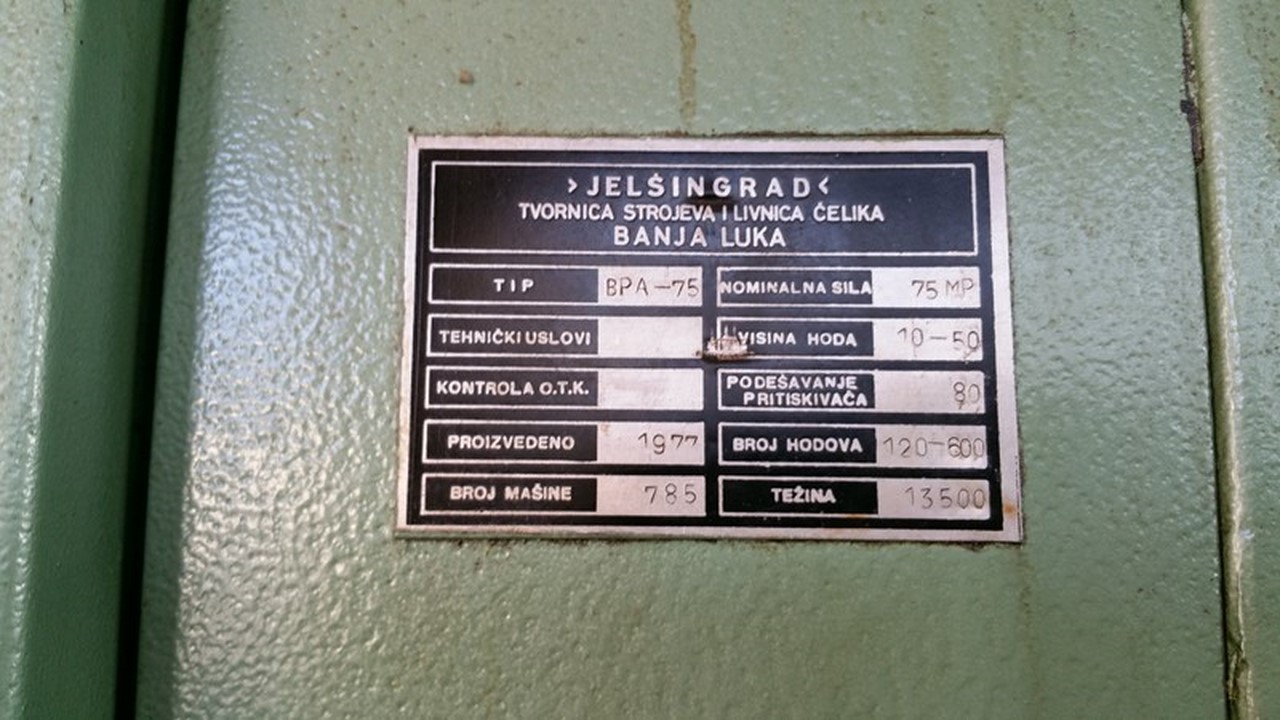 >JELŠINGRAD<
TVORNICA STROJEVA I LIVNICA ČELIKA
BANJA LUKA
TIP BPA-75
NOMINALNA SILA 75 MP
TEHNIČKI USLOVI
VISINA HODA 10-50
KONTROLA O.T.K.
PODEŠAVANJE
PRITISKIVAČA 80
PROIZVEDENO 1977
BROJ HODOVA 120-600
BROJ MAŠINE 785
TEŽINA 13500